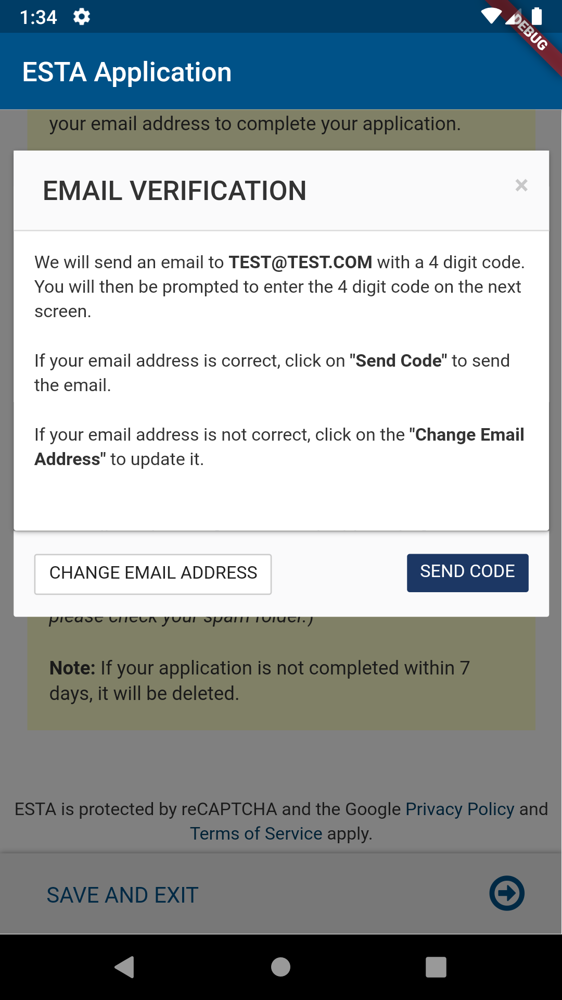 1:34
DEBUG
ESTA Application
your email address to complete your application.
EMAIL VERIFICATION
×
We will send an email to TEST@TEST.COM with a 4 digit code.
You will then be prompted to enter the 4 digit code on the next
screen.
If your email address is correct, click on "Send Code" to send
the email.
If your email address is not correct, click on the "Change Email
Address" to update it.
CHANGE EMAIL ADDRESS
SEND CODE
please check your spam folder.)
Note: If your application is not completed within 7
days, it will be deleted.
ESTA is protected by reCAPTCHA and the Google Privacy Policy and
Terms of Service apply.
SAVE AND EXIT